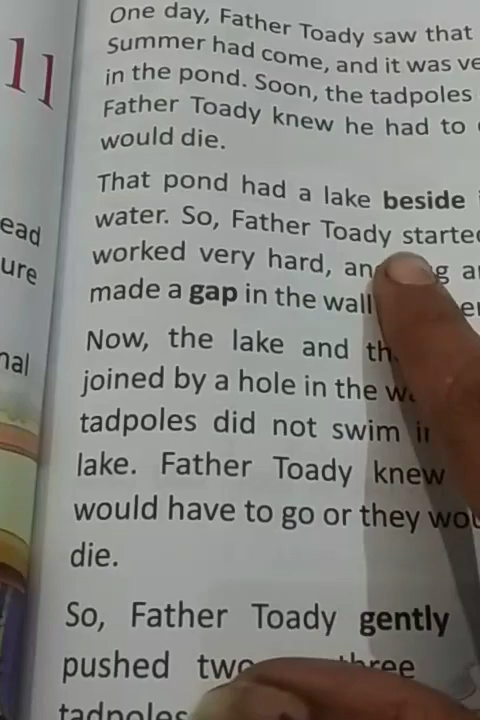 11
ead
ure
nal
One day, Father Toady saw that
Summer had come, and it was ve
in the pond. Soon, the tadpoles
Father Toady knew he had to
would die.
That pond had a lake beside
water. So, Father Toady starte
worked very hard, an
made a gap in the wall
Now, the lake and th
joined by a hole in the w
tadpoles did not swim i
lake. Father Toady knew
would have to go or they wou
die.
So, Father Toady gently
pushed two three
tadpoles